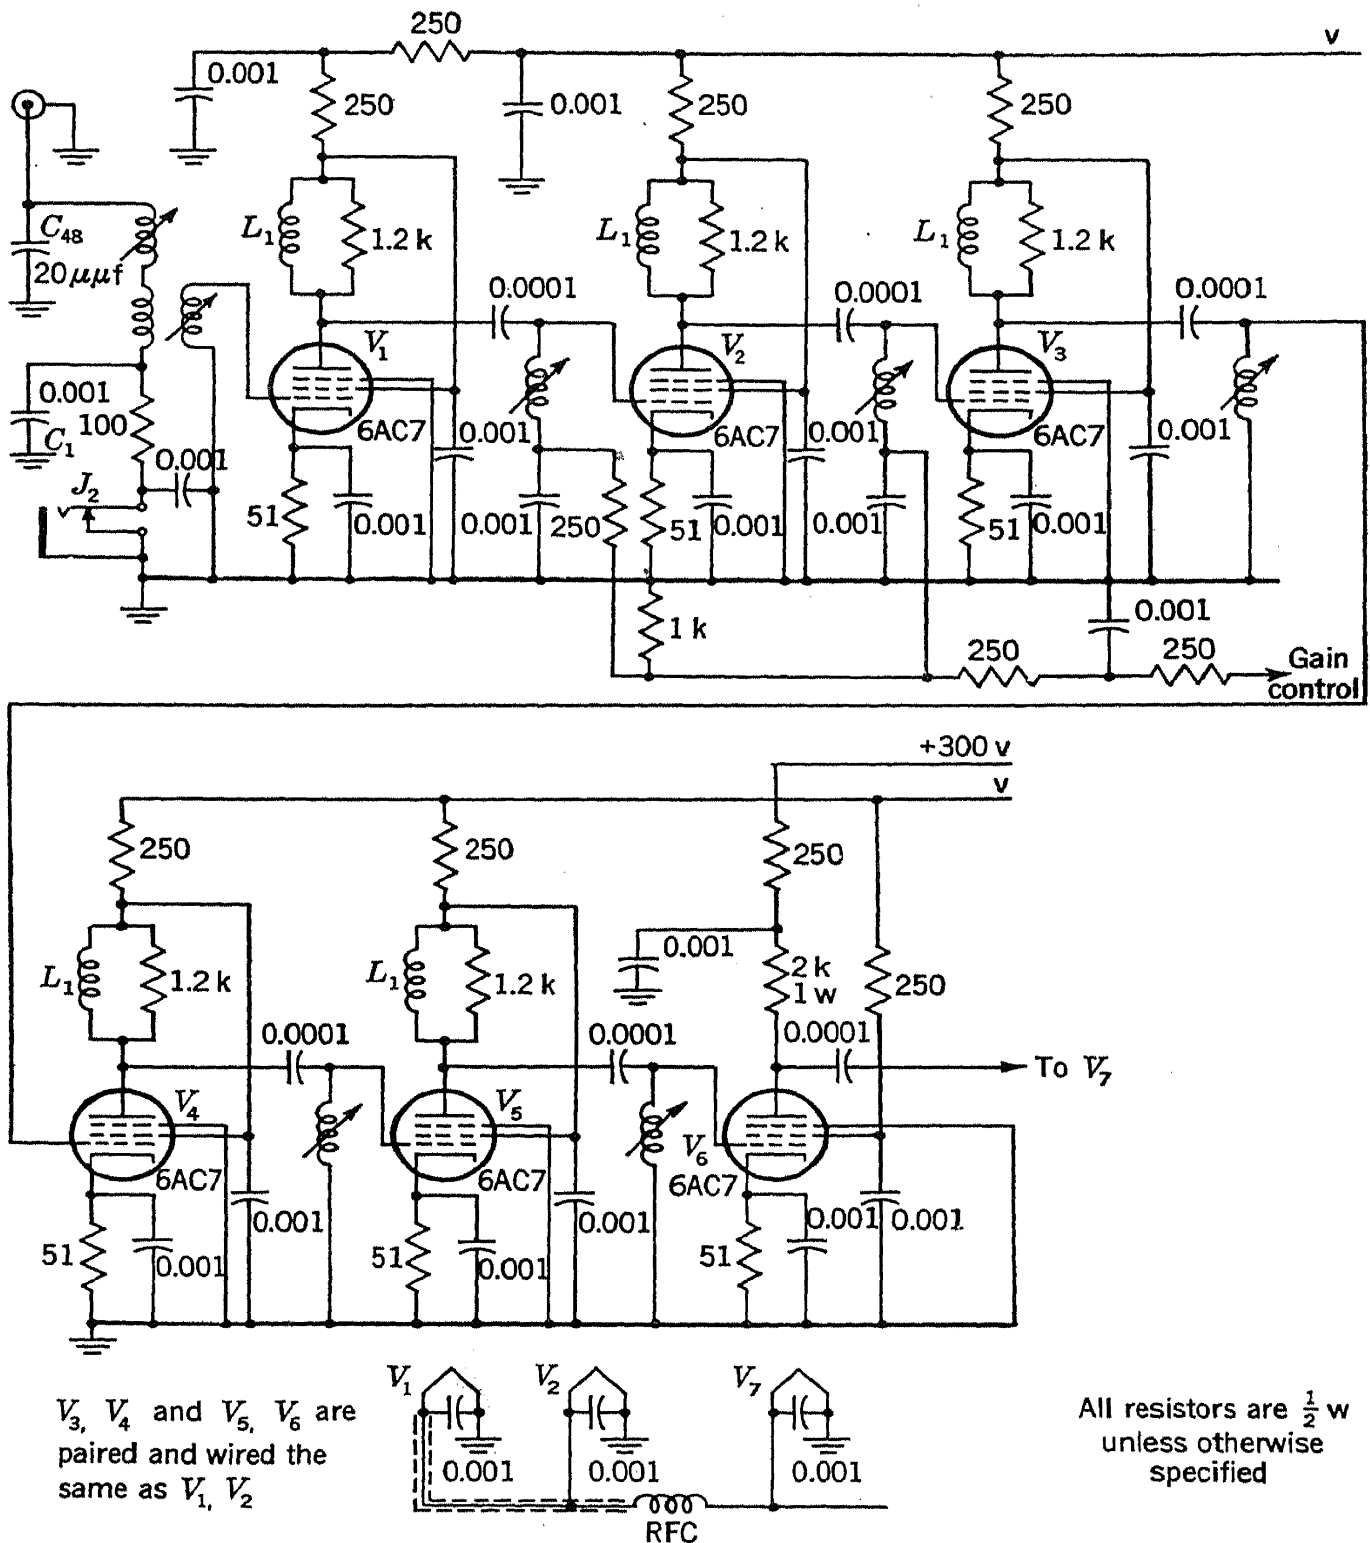 250
v
0.001
250
0.001
250
250
C₄₈
20μμf
L₁
1.2 k
L₁
1.2 k
L₁
1.2 k
0.0001
0.0001
0.0001
V₁
V₂
V₃
0.001
C₁
100
6AC7
6AC7
6AC7
0.001
0.001
0.001
0.001
J₂
51
0.001
0.001
250
51
0.001
0.001
51
0.001
1 k
0.001
250
250
Gain
control
+300 v
v
250
250
250
0.001
L₁
1.2 k
L₁
1.2 k
2 k
1 w
250
0.0001
0.0001
0.0001
To V₇
V₄
V₅
V₆
6AC7
6AC7
6AC7
0.001
0.001
0.001
0.001
51
0.001
51
0.001
51
V₁
V₂
V₇
V₃, V₄ and V₅, V₆ are
paired and wired the
same as V₁, V₂
0.001
0.001
0.001
RFC
All resistors are ½ w
unless otherwise
specified